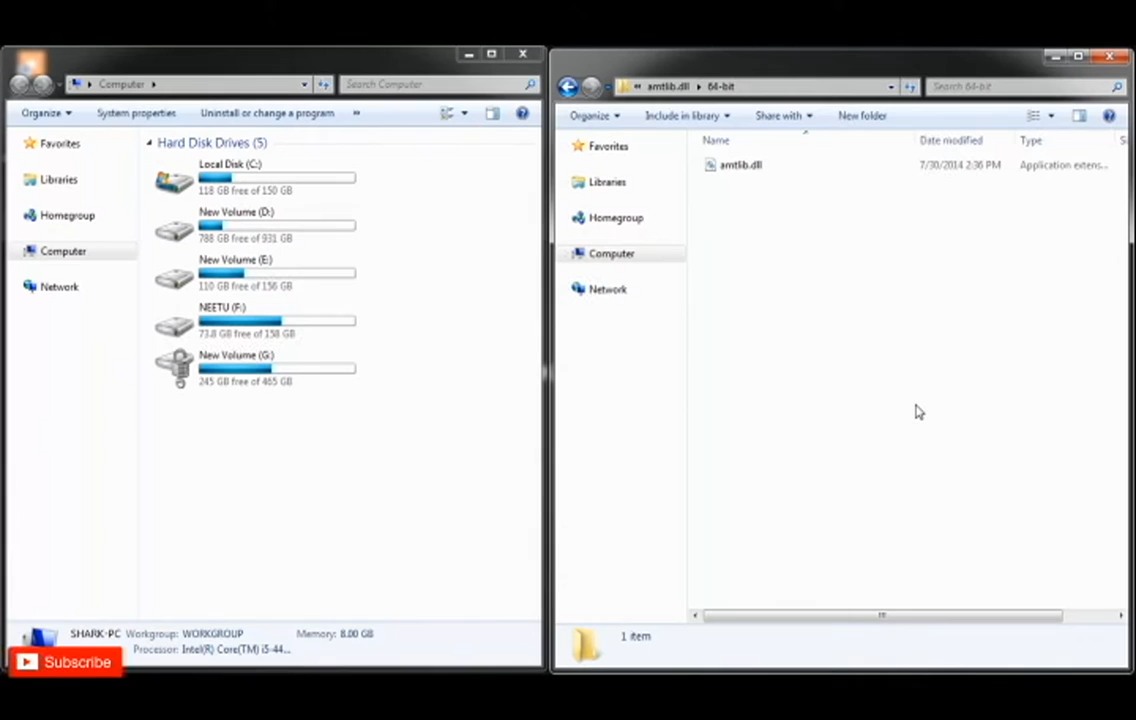 Computer
Search Computer
Organize
System properties
Uninstall or change a program
»
Favorites
Libraries
Homegroup
Computer
Network
Hard Disk Drives (5)
Local Disk (C:)
118 GB free of 150 GB
New Volume (D:)
788 GB free of 931 GB
New Volume (E:)
110 GB free of 156 GB
NEETU (F:)
73.8 GB free of 158 GB
New Volume (G:)
245 GB free of 465 GB
SHARK-PC Workgroup: WORKGROUP Memory: 8.00 GB
Processor: Intel(R) Core(TM) i5-44...
Subscribe
« amtlib.dll 64-bit
Search 64-bit
Organize
Include in library
Share with
New folder
Favorites
Libraries
Homegroup
Computer
Network
Name Date modified Type
amtlib.dll 7/30/2014 2:36 PM Application extens...
1 item